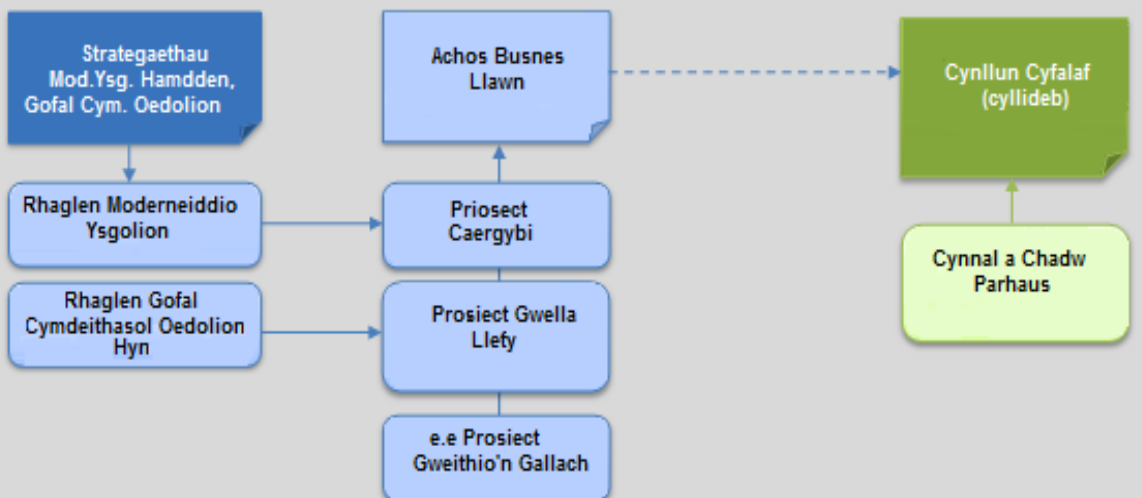 Strategaethau
Mod.Ysg. Hamdden,
Gofal Cym. Oedolion
Achos Busnes
Llawn
Cynllun Cyfalaf
(cyllideb)
Rhaglen Moderneiddio
Ysgolion
Priosect
Caergybi
Cynnal a Chadw
Parhaus
Rhaglen Gofal
Cymdeithasol Oedolion
Hyn
Prosiect Gwella
Llefy
e.e Prosiect
Gweithio'n Gallach